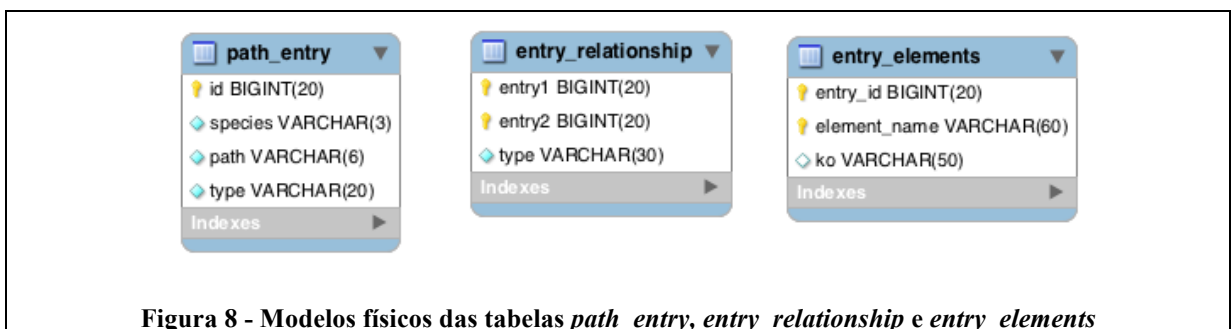 path_entry
id BIGINT(20)
species VARCHAR(3)
path VARCHAR(6)
type VARCHAR(20)
Indexes
entry_relationship
entry1 BIGINT(20)
entry2 BIGINT(20)
type VARCHAR(30)
Indexes
entry_elements
entry_id BIGINT(20)
element_name VARCHAR(60)
ko VARCHAR(50)
Indexes
Figura 8 - Modelos físicos das tabelas path_entry, entry_relationship e entry_elements